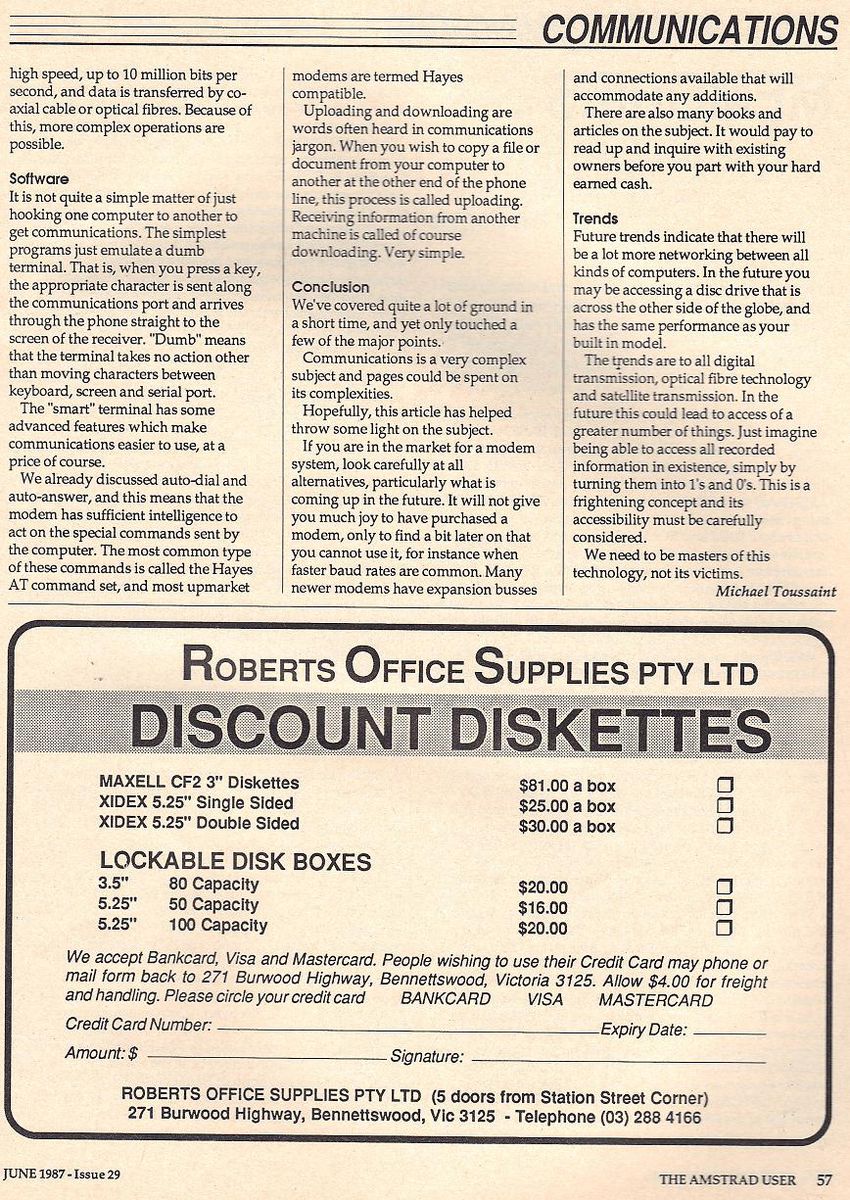 COMMUNICATIONS
high speed, up to 10 million bits per
second, and data is transferred by co-
axial cable or optical fibres. Because of
this, more complex operations are
possible.
Software
It is not quite a simple matter of just
hooking one computer to another to
get communications. The simplest
programs just emulate a dumb
terminal. That is, when you press a key,
the appropriate character is sent along
the communications port and arrives
through the phone straight to the
screen of the receiver. "Dumb" means
that the terminal takes no action other
than moving characters between
keyboard, screen and serial port.
The "smart" terminal has some
advanced features which make
communications easier to use, at a
price of course.
We already discussed auto-dial and
auto-answer, and this means that the
modem has sufficient intelligence to
act on the special commands sent by
the computer. The most common type
of these commands is called the Hayes
AT command set, and most upmarket
modems are termed Hayes
compatible.
Uploading and downloading are
words often heard in communications
jargon. When you wish to copy a file or
document from your computer to
another at the other end of the phone
line, this process is called uploading.
Receiving information from another
machine is called of course
downloading. Very simple.
Conclusion
We've covered quite a lot of ground in
a short time, and yet only touched a
few of the major points.
Communications is a very complex
subject and pages could be spent on
its complexities.
Hopefully, this article has helped
throw some light on the subject.
If you are in the market for a modem
system, look carefully at all
alternatives, particularly what is
coming up in the future. It will not give
you much joy to have purchased a
modem, only to find a bit later on that
you cannot use it, for instance when
faster baud rates are common. Many
newer modems have expansion busses
and connections available that will
accommodate any additions.
There are also many books and
articles on the subject. It would pay to
read up and inquire with existing
owners before you part with your hard
earned cash.
Trends
Future trends indicate that there will
be a lot more networking between all
kinds of computers. In the future you
may be accessing a disc drive that is
across the other side of the globe, and
has the same performance as your
built in model.
The trends are to all digital
transmission, optical fibre technology
and satellite transmission. In the
future this could lead to access of a
greater number of things. Just imagine
being able to access all recorded
information in existence, simply by
turning them into 1's and 0's. This is a
frightening concept and its
accessibility must be carefully
considered.
We need to be masters of this
technology, not its victims.
Michael Toussaint
ROBERTS OFFICE SUPPLIES PTY LTD
DISCOUNT DISKETTES
MAXELL CF2 3" Diskettes $81.00 a box
XIDEX 5.25" Single Sided $25.00 a box
XIDEX 5.25" Double Sided $30.00 a box
LOCKABLE DISK BOXES
3.5" 80 Capacity $20.00
5.25" 50 Capacity $16.00
5.25" 100 Capacity $20.00
We accept Bankcard, Visa and Mastercard. People wishing to use their Credit Card may phone or
mail form back to 271 Burwood Highway, Bennettswood, Victoria 3125. Allow $4.00 for freight
and handling. Please circle your credit card BANKCARD VISA MASTERCARD
Credit Card Number: Expiry Date:
Amount: $ Signature:
ROBERTS OFFICE SUPPLIES PTY LTD (5 doors from Station Street Corner)
271 Burwood Highway, Bennettswood, Vic 3125 - Telephone (03) 288 4166
JUNE 1987 - Issue 29
THE AMSTRAD USER 57